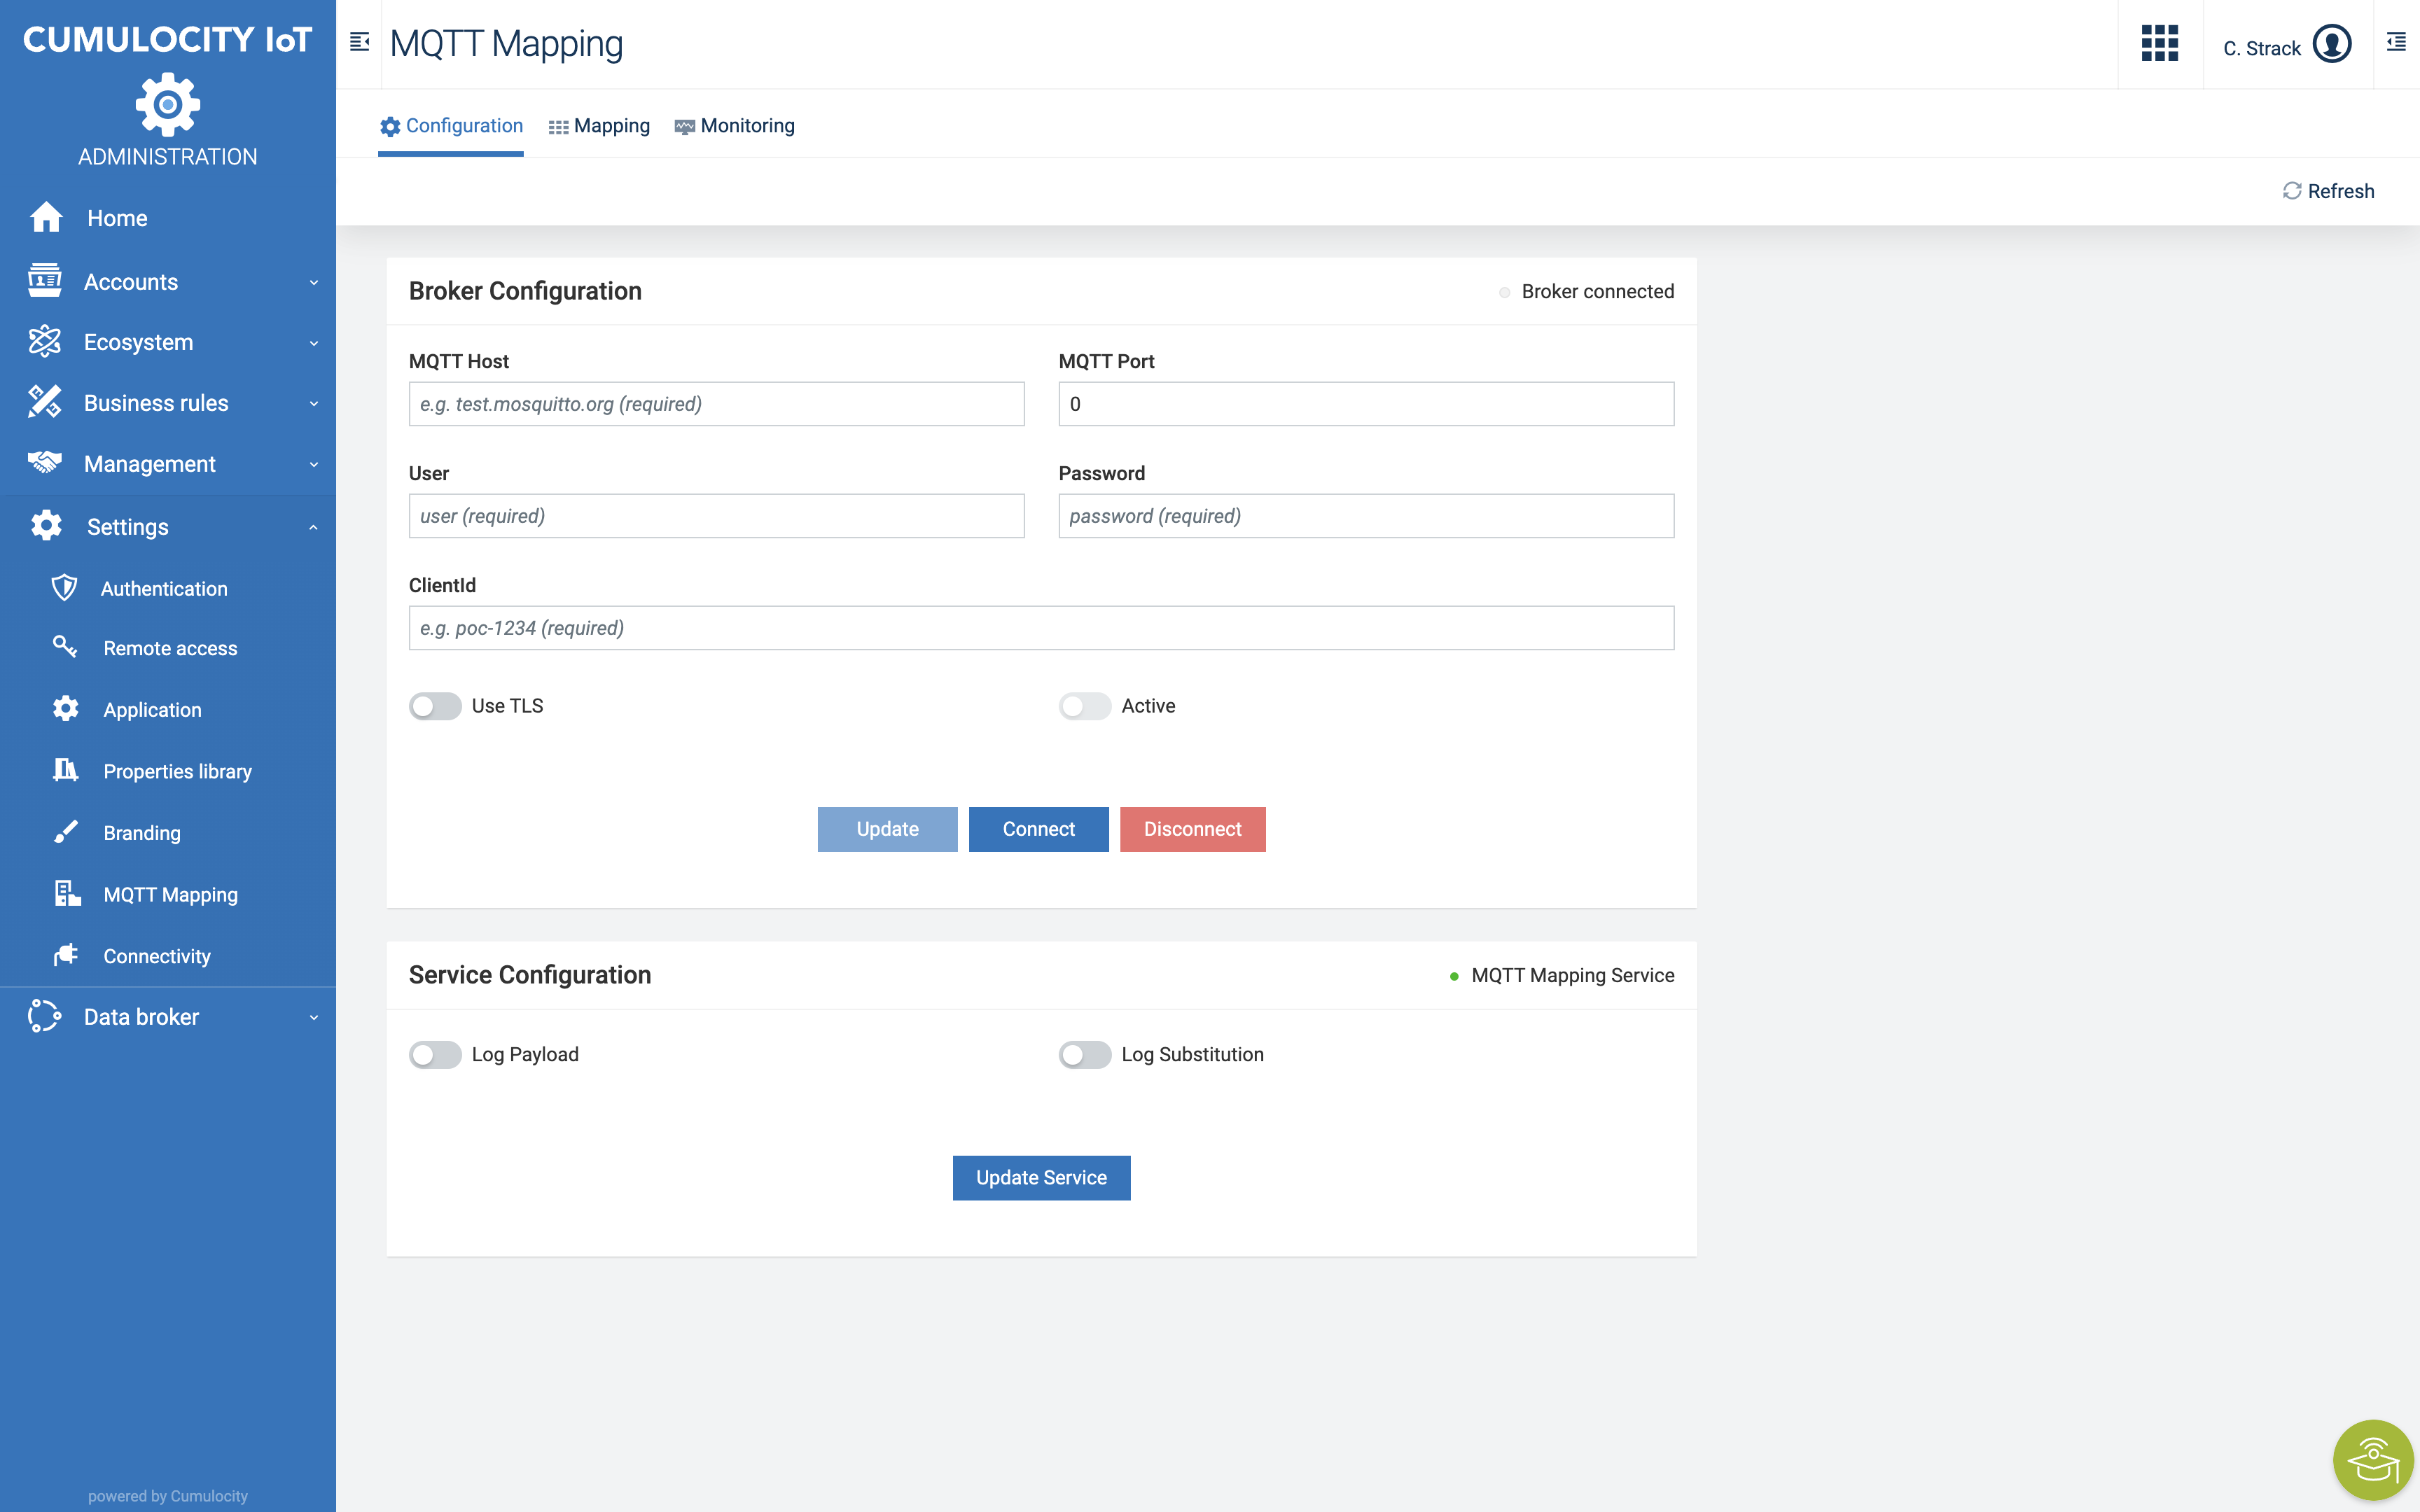 CUMULOCITY IoT
ADMINISTRATION
Home
Accounts
Ecosystem
Business rules
Management
Settings
Authentication
Remote access
Application
Properties library
Branding
MQTT Mapping
Connectivity
Data broker
powered by Cumulocity
MQTT Mapping
C. Strack
Configuration Mapping Monitoring
Refresh
Broker Configuration Broker connected
MQTT Host MQTT Port
e.g. test.mosquitto.org (required) 0
User Password
user (required) password (required)
ClientId
e.g. poc-1234 (required)
Use TLS Active
Update Connect Disconnect
Service Configuration MQTT Mapping Service
Log Payload Log Substitution
Update Service